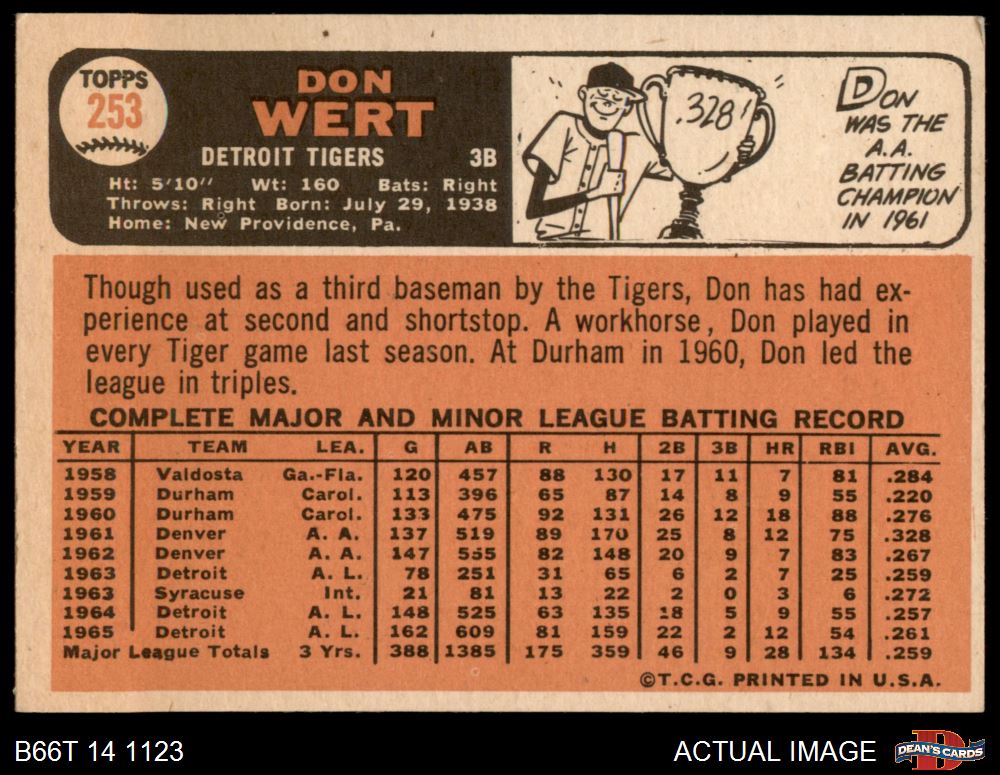 TOPPS
253
DON
WERT
DETROIT TIGERS 3B
Ht: 5'10" Wt: 160 Bats: Right
Throws: Right Born: July 29, 1938
Home: New Providence, Pa.
.328!
DON
WAS THE
A.A.
BATTING
CHAMPION
IN 1961
Though used as a third baseman by the Tigers, Don has had ex-
perience at second and shortstop. A workhorse, Don played in
every Tiger game last season. At Durham in 1960, Don led the
league in triples.
COMPLETE MAJOR AND MINOR LEAGUE BATTING RECORD
YEAR TEAM LEA. G AB R H 2B 3B HR RBI AVG.
1958 Valdosta Ga.-Fla. 120 457 88 130 17 11 7 81 .284
1959 Durham Carol. 113 396 65 87 14 8 9 55 .220
1960 Durham Carol. 133 475 92 131 26 12 18 88 .276
1961 Denver A. A. 137 519 89 170 25 8 12 75 .328
1962 Denver A. A. 147 555 82 148 20 9 7 83 .267
1963 Detroit A. L. 78 251 31 65 6 2 7 25 .259
1963 Syracuse Int. 21 81 13 22 2 0 3 6 .272
1964 Detroit A. L. 148 525 63 135 18 5 9 55 .257
1965 Detroit A. L. 162 609 81 159 22 2 12 54 .261
Major League Totals 3 Yrs. 388 1385 175 359 46 9 28 134 .259
©T.C.G. PRINTED IN U.S.A.
B66T 14 1123
ACTUAL IMAGE
DEAN'S CARDS